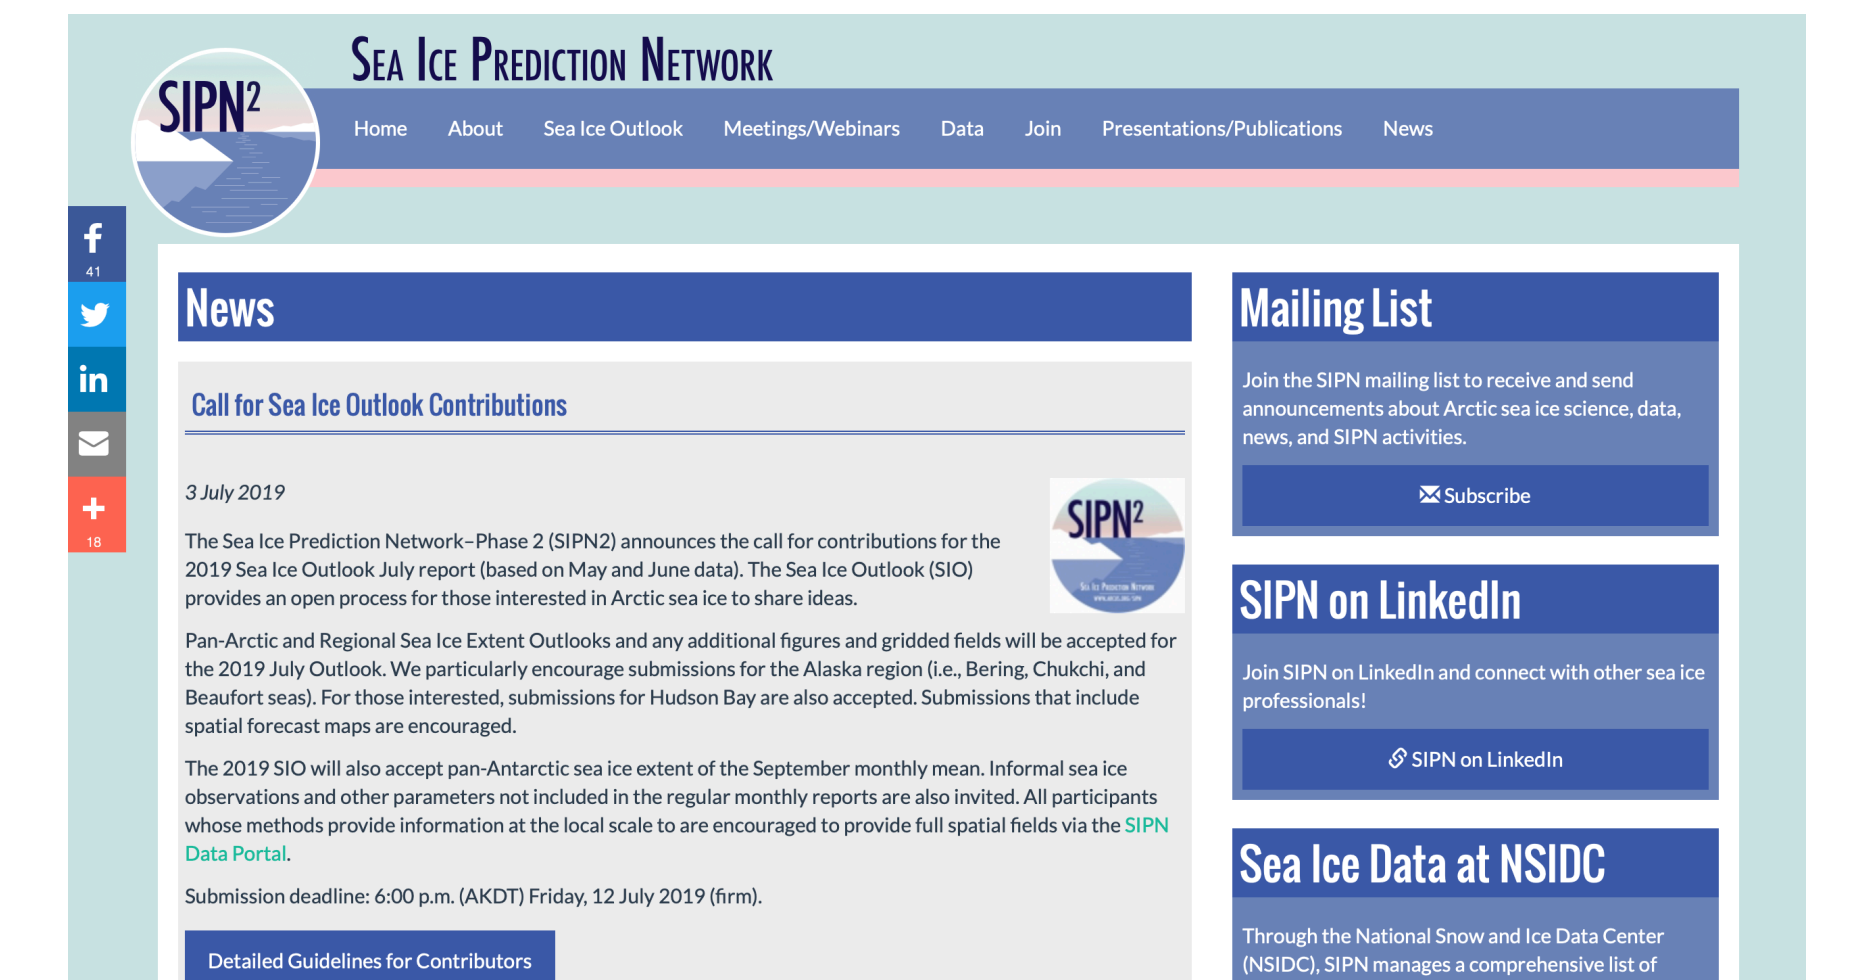 SEA ICE PREDICTION NETWORK
SIPN2
Home About Sea Ice Outlook Meetings/Webinars Data Join Presentations/Publications News
41
18
News
Call for Sea Ice Outlook Contributions
3 July 2019
SIPN2
SEA ICE PREDICTION NETWORK
WWW.ARCUS.ORG/SIPN
The Sea Ice Prediction Network–Phase 2 (SIPN2) announces the call for contributions for the
2019 Sea Ice Outlook July report (based on May and June data). The Sea Ice Outlook (SIO)
provides an open process for those interested in Arctic sea ice to share ideas.
Pan-Arctic and Regional Sea Ice Extent Outlooks and any additional figures and gridded fields will be accepted for
the 2019 July Outlook. We particularly encourage submissions for the Alaska region (i.e., Bering, Chukchi, and
Beaufort seas). For those interested, submissions for Hudson Bay are also accepted. Submissions that include
spatial forecast maps are encouraged.
The 2019 SIO will also accept pan-Antarctic sea ice extent of the September monthly mean. Informal sea ice
observations and other parameters not included in the regular monthly reports are also invited. All participants
whose methods provide information at the local scale to are encouraged to provide full spatial fields via the SIPN
Data Portal.
Submission deadline: 6:00 p.m. (AKDT) Friday, 12 July 2019 (firm).
Detailed Guidelines for Contributors
Mailing List
Join the SIPN mailing list to receive and send
announcements about Arctic sea ice science, data,
news, and SIPN activities.
Subscribe
SIPN on LinkedIn
Join SIPN on LinkedIn and connect with other sea ice
professionals!
SIPN on LinkedIn
Sea Ice Data at NSIDC
Through the National Snow and Ice Data Center
(NSIDC), SIPN manages a comprehensive list of